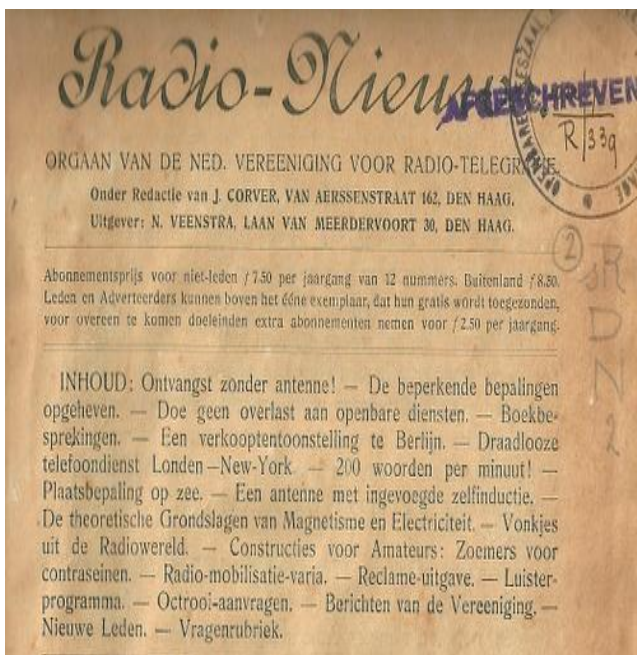 Radio-Nieuws.
AFGESCHREVEN
R 339
ORGAAN VAN DE NED. VEREENIGING VOOR RADIO-TELEGRAFIE.
Onder Redactie van J. CORVER, VAN AERSSENSTRAAT 162, DEN HAAG.
Uitgever: N. VEENSTRA, LAAN VAN MEERDERVOORT 30, DEN HAAG.
2
Abonnementsprijs voor niet-leden f 7.50 per jaargang van 12 nummers. Buitenland f 8.50.
Leden en Adverteerders kunnen boven het ééne exemplaar, dat hun gratis wordt toegezonden,
voor overeen te komen doeleinden extra abonnementen nemen voor f 2.50 per jaargang.
R
D
N
2
INHOUD: Ontvangst zonder antenne! — De beperkende bepalingen
opgeheven. — Doe geen overlast aan openbare diensten. — Boekbe-
sprekingen. — Een verkooptentoonstelling te Berlijn. — Draadlooze
telefoondienst Londen—New-York — 200 woorden per minuut! —
Plaatsbepaling op zee. — Een antenne met ingevoegde zelfinductie. —
De theoretische Grondslagen van Magnetisme en Electriciteit. — Vonkjes
uit de Radiowereld. — Constructies voor Amateurs: Zoemers voor
contraseinen. — Radio-mobilisatie-varia. — Reclame-uitgave. — Luister-
programma. — Octrooi-aanvragen. — Berichten van de Vereeniging. —
Nieuwe Leden. — Vragenrubriek.